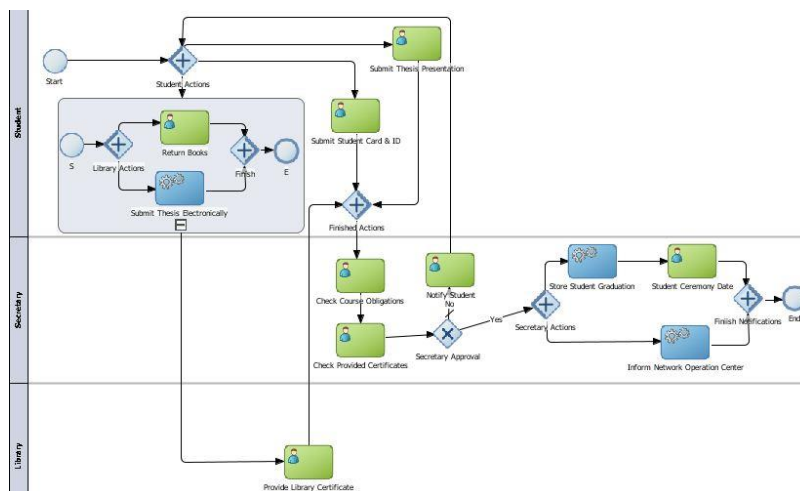 Student
Start
Student Actions
Submit Thesis Presentation
S
Library Actions
Return Books
Submit Thesis Electronically
Finish
E
Submit Student Card & ID
Finished Actions
Secretary
Check Course Obligations
Check Provided Certificates
Notify Student
No
Secretary Approval
Yes
Secretary Actions
Store Student Graduation
Student Ceremony Date
Inform Network Operation Center
Finlish Notifications
End
Library
Provide Library Certificate